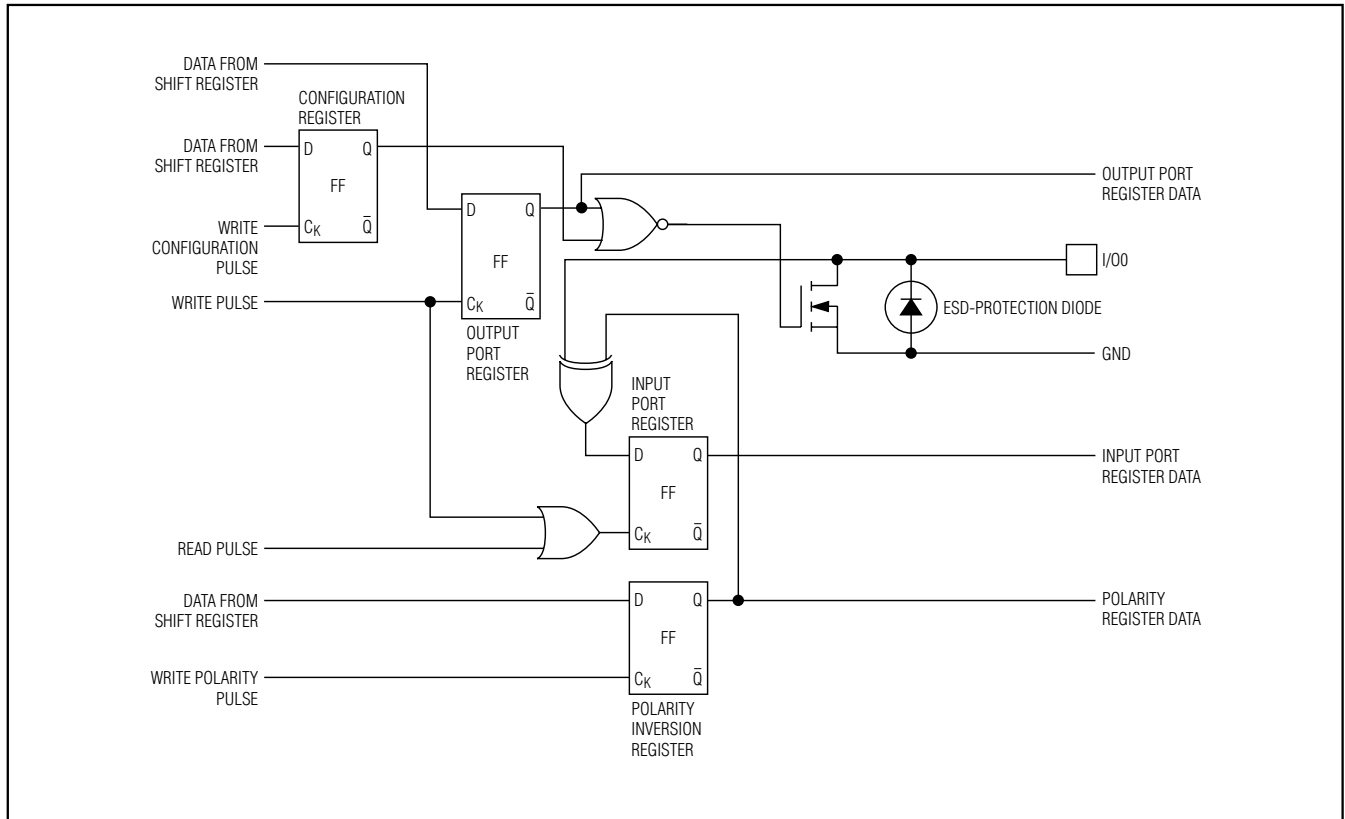 DATA FROM
SHIFT REGISTER
CONFIGURATION
REGISTER
DATA FROM
SHIFT REGISTER
D Q
FF
CK Q̅
WRITE
CONFIGURATION
PULSE
WRITE PULSE
D Q
FF
CK Q̅
OUTPUT
PORT
REGISTER
OUTPUT PORT
REGISTER DATA
I/O0
ESD-PROTECTION DIODE
GND
INPUT
PORT
REGISTER
D Q
FF
CK Q̅
INPUT PORT
REGISTER DATA
READ PULSE
DATA FROM
SHIFT REGISTER
D Q
FF
CK Q̅
POLARITY
REGISTER DATA
WRITE POLARITY
PULSE
POLARITY
INVERSION
REGISTER